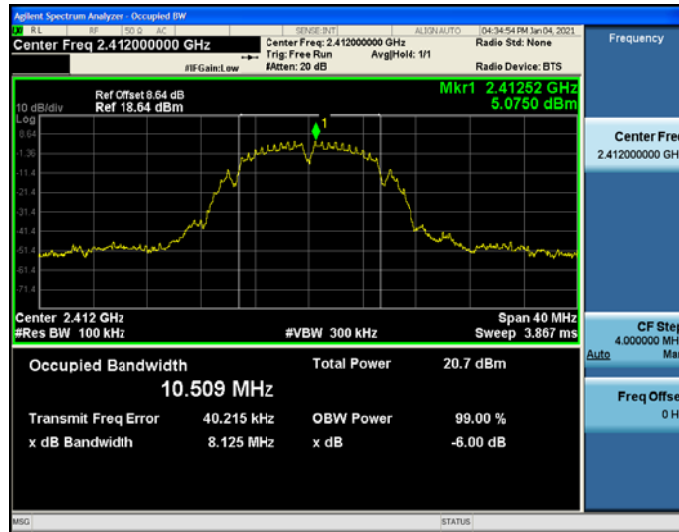 Agilent Spectrum Analyzer - Occupied BW
RL RF 50 Ω AC SENSE:INT ALIGN AUTO 04:34:54 PM Jan 04, 2021
Center Freq 2.412000000 GHz
Center Freq: 2.412000000 GHz Radio Std: None
Trig: Free Run Avg|Hold: 1/1
#IFGain:Low #Atten: 20 dB Radio Device: BTS
Frequency
Ref Offset 8.64 dB Mkr1 2.41252 GHz
10 dB/div Ref 18.64 dBm 5.0750 dBm
Log
8.64
1
-1.36
-11.4
-21.4
-31.4
-41.4
-51.4
-61.4
-71.4
Center 2.412 GHz Span 40 MHz
#Res BW 100 kHz #VBW 300 kHz Sweep 3.867 ms
Occupied Bandwidth Total Power 20.7 dBm
10.509 MHz
Transmit Freq Error 40.215 kHz OBW Power 99.00 %
x dB Bandwidth 8.125 MHz x dB -6.00 dB
Center Fre
2.412000000 GH
CF Ste
4.000000 MH
Auto Ma
Freq Offse
0 H
MSG STATUS